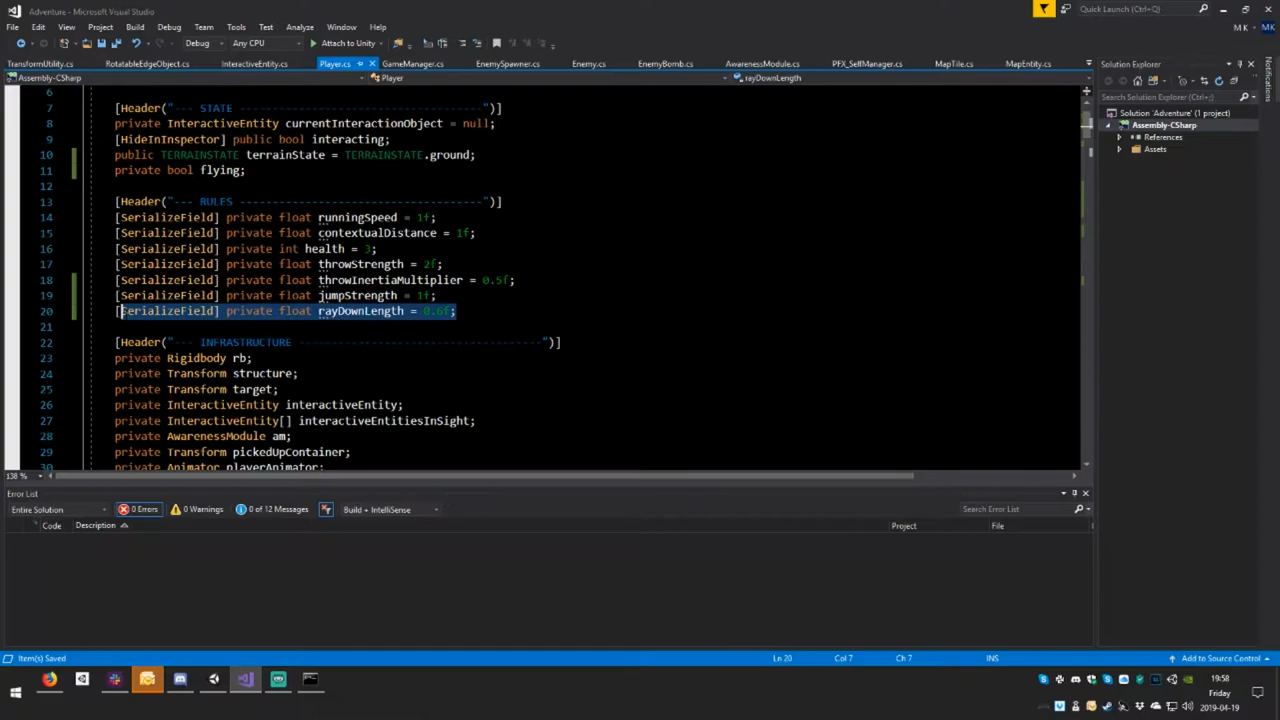 Adventure - Microsoft Visual Studio
Quick Launch (Ctrl+Q)
File Edit View Project Build Debug Team Tools Test Analyze Window Help
M K MK
Debug Any CPU Attach to Unity
TransformUtility.cs RotatableEdgeObject.cs InteractiveEntity.cs Player.cs GameManager.cs EnemySpawner.cs Enemy.cs EnemyBomb.cs AwarenessModule.cs PFX_SelfManager.cs MapTile.cs MapEntity.cs
Assembly-CSharp Player rayDownLength
6
7 [Header("--- STATE -------------------------------------")]
8 private InteractiveEntity currentInteractionObject = null;
9 [HideInInspector] public bool interacting;
10 public TERRAINSTATE terrainState = TERRAINSTATE.ground;
11 private bool flying;
12
13 [Header("--- RULES -------------------------------------")]
14 [SerializeField] private float runningSpeed = 1f;
15 [SerializeField] private float contextualDistance = 1f;
16 [SerializeField] private int health = 3;
17 [SerializeField] private float throwStrength = 2f;
18 [SerializeField] private float throwInertiaMultiplier = 0.5f;
19 [SerializeField] private float jumpStrength = 1f;
20 [SerializeField] private float rayDownLength = 0.6f;
21
22 [Header("--- INFRASTRUCTURE -------------------------------------")]
23 private Rigidbody rb;
24 private Transform structure;
25 private Transform target;
26 private InteractiveEntity interactiveEntity;
27 private InteractiveEntity[] interactiveEntitiesInSight;
28 private AwarenessModule am;
29 private Transform pickedUpContainer;
30 private Animator playerAnimator;
138 %
Solution Explorer
Search Solution Explorer (Ctrl+;)
Solution 'Adventure' (1 project)
Assembly-CSharp
References
Assets
Notifications
Error List
Entire Solution 0 Errors 0 Warnings 0 of 12 Messages Build + IntelliSense
Search Error List
Code Description Project File
Item(s) Saved Ln 20 Col 7 Ch 7 INS Add to Source Control
19:58
Friday
2019-04-19